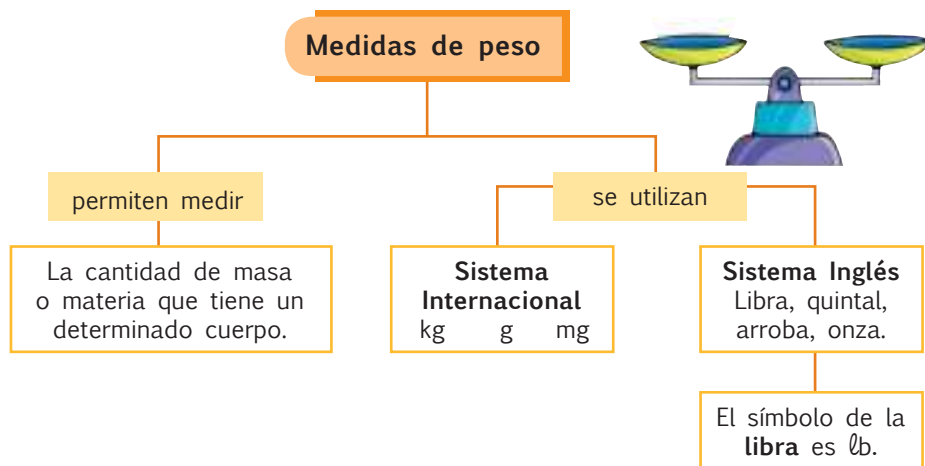 Medidas de peso
permiten medir
La cantidad de masa
o materia que tiene un
determinado cuerpo.
se utilizan
Sistema
Internacional
kg g mg
Sistema Inglés
Libra, quintal,
arroba, onza.
El símbolo de la
libra es ℓb.